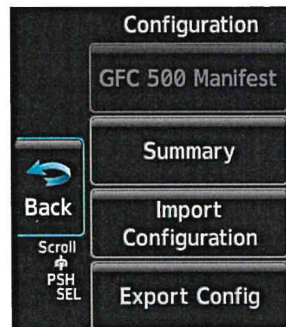 Configuration
GFC 500 Manifest
Summary
Back
Import
Configuration
Scroll
PSH
SEL
Export Config